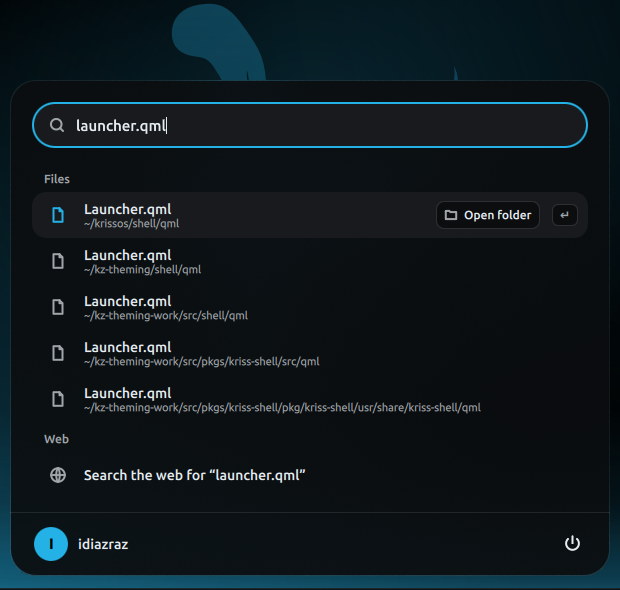 launcher.qml
Files
Launcher.qml
~/krissos/shell/qml
Open folder
Launcher.qml
~/kz-theming/shell/qml
Launcher.qml
~/kz-theming-work/src/shell/qml
Launcher.qml
~/kz-theming-work/src/pkgs/kriss-shell/src/qml
Launcher.qml
~/kz-theming-work/src/pkgs/kriss-shell/pkg/kriss-shell/usr/share/kriss-shell/qml
Web
Search the web for “launcher.qml”
I
idiazraz